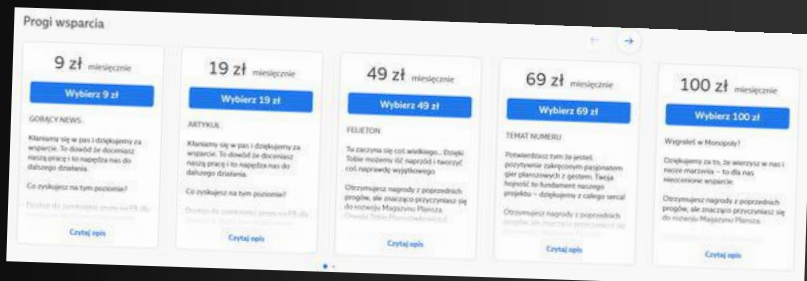 Progi wsparcia
← →
9 zł miesięcznie
Wybierz 9 zł
GORĄCY NEWS
Kłaniamy się w pas i dziękujemy za
wsparcie. To dowód że doceniasz
naszą pracę i to napędza nas do
dalszego działania.
Co zyskujesz na tym poziomie?
Czytaj opis
19 zł miesięcznie
Wybierz 19 zł
ARTYKUŁ
Kłaniamy się w pas i dziękujemy za
wsparcie. To dowód że doceniasz
naszą pracę i to napędza nas do
dalszego działania.
Co zyskujesz na tym poziomie?
Czytaj opis
49 zł miesięcznie
Wybierz 49 zł
FELIETON
Tu zaczyna się coś wielkiego... Dzięki
Tobie możemy iść naprzód i tworzyć
coś naprawdę wyjątkowego.
Otrzymujesz nagrody z poprzednich
progów, ale znacząco przyczyniasz się
do rozwoju Magazynu Plansza.
Czytaj opis
69 zł miesięcznie
Wybierz 69 zł
TEMAT NUMERU
Potwierdzasz tym że jesteś
pozytywnie zakręconym pasjonatem
gier planszowych z gestem. Twoja
hojność to fundament naszego
projektu – dziękujemy z całego serca!
Otrzymujesz nagrody z poprzednich
Czytaj opis
100 zł miesięcznie
Wybierz 100 zł
Wygrałeś w Monopoly?
Dziękujemy za to, że wierzysz w nas i
nasze marzenia – to dla nas
nieocenione wsparcie.
Otrzymujesz nagrody z poprzednich
progów, ale znacząco przyczyniasz się
do rozwoju Magazynu Plansza.
Czytaj opis